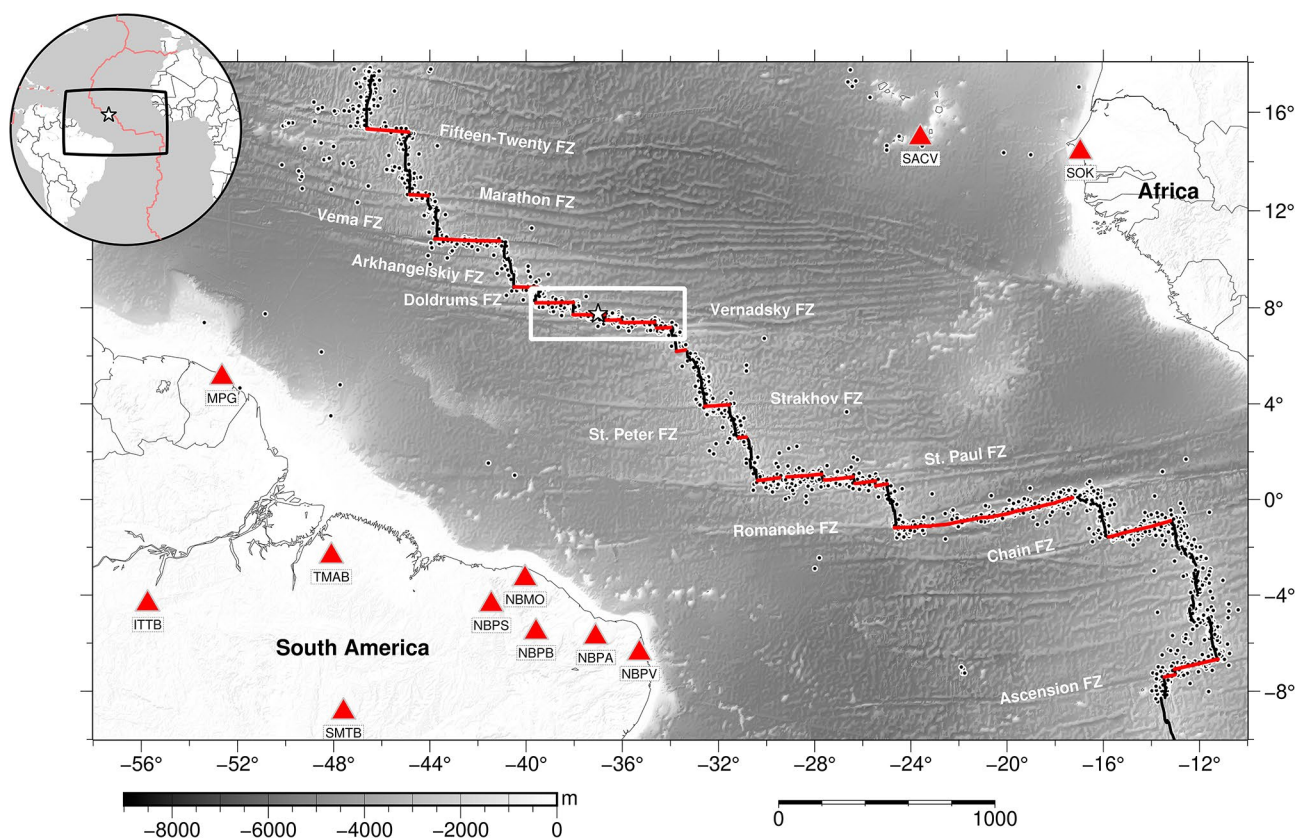 16°
Fifteen-Twenty FZ
SACV
SOK
Marathon FZ
Africa
12°
Vema FZ
Arkhangelskiy FZ
Doldrums FZ
Vernadsky FZ
8°
MPG
Strakhov FZ
4°
St. Peter FZ
St. Paul FZ
0°
Romanche FZ
Chain FZ
TMAB
NBMO
−4°
ITTB
NBPS
NBPB
NBPA
South America
NBPV
Ascension FZ
−8°
SMTB
−56° −52° −48° −44° −40° −36° −32° −28° −24° −20° −16° −12°
m
−8000 −6000 −4000 −2000 0
0 1000